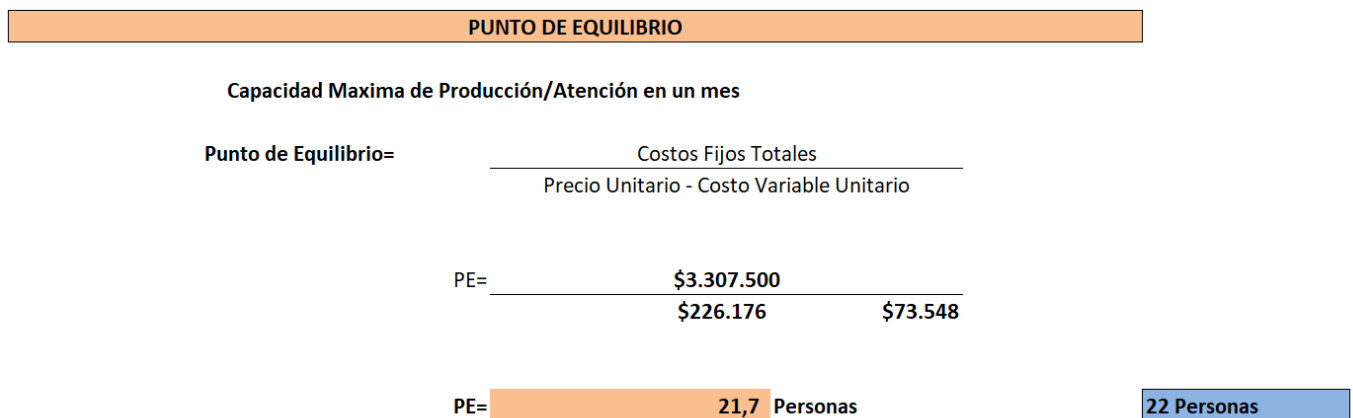 PUNTO DE EQUILIBRIO
Capacidad Maxima de Producción/Atención en un mes
Punto de Equilibrio= Costos Fijos Totales
Precio Unitario - Costo Variable Unitario
PE= $3.307.500
$226.176 $73.548
PE= 21,7 Personas 22 Personas